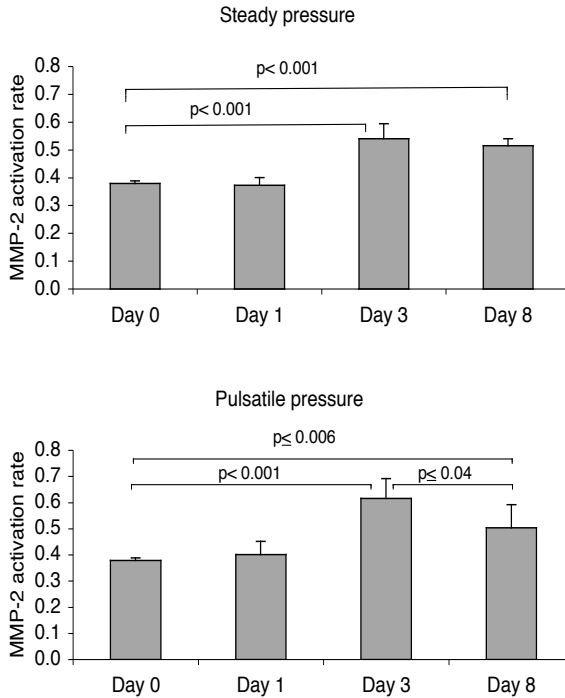 Steady pressure
MMP-2 activation rate
0.8
0.7
0.6
0.5
0.4
0.3
0.2
0.1
0.0
p< 0.001
p< 0.001
Day 0 Day 1 Day 3 Day 8
Pulsatile pressure
MMP-2 activation rate
0.8
0.7
0.6
0.5
0.4
0.3
0.2
0.1
0.0
p≤ 0.006
p< 0.001 p≤ 0.04
Day 0 Day 1 Day 3 Day 8